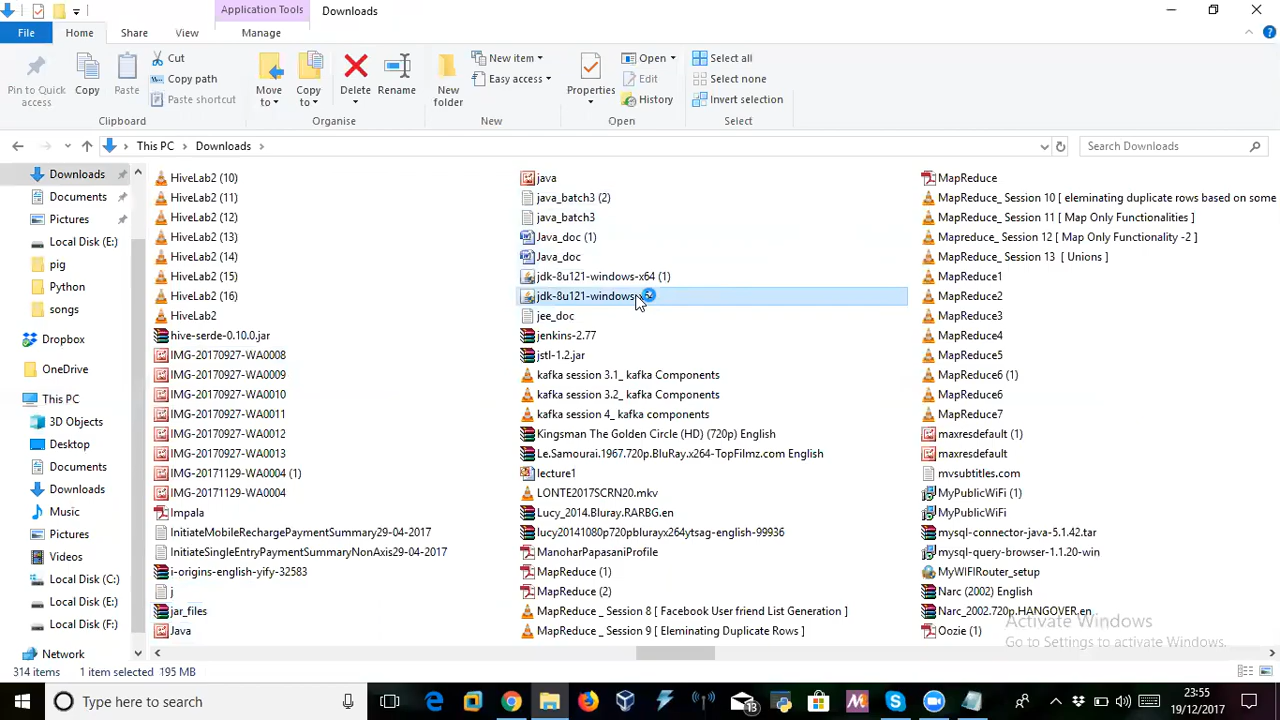 Application Tools
Downloads
File
Home
Share
View
Manage
Pin to Quick access
Copy
Paste
Cut
Copy path
Paste shortcut
Clipboard
Move to
Copy to
Delete
Rename
Organise
New folder
New item
Easy access
New
Properties
Open
Edit
History
Open
Select all
Select none
Invert selection
Select
This PC
Downloads
Search Downloads
Downloads
Documents
Pictures
Local Disk (E:)
pig
Python
songs
Dropbox
OneDrive
This PC
3D Objects
Desktop
Documents
Downloads
Music
Pictures
Videos
Local Disk (C:)
Local Disk (E:)
Local Disk (F:)
Network
HiveLab2 (10)
HiveLab2 (11)
HiveLab2 (12)
HiveLab2 (13)
HiveLab2 (14)
HiveLab2 (15)
HiveLab2 (16)
HiveLab2
hive-serde-0.10.0.jar
IMG-20170927-WA0008
IMG-20170927-WA0009
IMG-20170927-WA0010
IMG-20170927-WA0011
IMG-20170927-WA0012
IMG-20170927-WA0013
IMG-20171129-WA0004 (1)
IMG-20171129-WA0004
Impala
InitiateMobileRechargePaymentSummary29-04-2017
InitiateSingleEntryPaymentSummaryNonAxis29-04-2017
i-origins-english-yify-32583
j
jar_files
Java
java
java_batch3 (2)
java_batch3
Java_doc (1)
Java_doc
jdk-8u121-windows-x64 (1)
jdk-8u121-windows
jee_doc
jenkins-2.77
jstl-1.2.jar
kafka session 3.1_ kafka Components
kafka session 3.2_ kafka Components
kafka session 4_ kafka components
Kingsman The Golden Circle (HD) (720p) English
Le.Samourai.1967.720p.BluRay.x264-TopFilmz.com English
lecture1
LONTE2017SCRN20.mkv
Lucy_2014.Bluray.RARBG.en
lucy20141080p720pblurayx264ytsag-english-99936
ManoharPapasaniProfile
MapReduce (1)
MapReduce (2)
MapReduce _ Session 8 [ Facebook User friend List Generation ]
MapReduce _ Session 9 [ Eleminating Duplicate Rows ]
MapReduce
MapReduce_ Session 10 [ eleminating duplicate rows based on some
MapReduce_ Session 11 [ Map Only Functionalities ]
Mapreduce_ Session 12 [ Map Only Functionality -2 ]
MapReduce_ Session 13 [ Unions ]
MapReduce1
MapReduce2
MapReduce3
MapReduce4
MapReduce5
MapReduce6 (1)
MapReduce6
MapReduce7
maxresdefault (1)
maxresdefault
mvsubtitles.com
MyPublicWiFi (1)
MyPublicWiFi
mysql-connector-java-5.1.42.tar
mysql-query-browser-1.1.20-win
MyWIFIRouter_setup
Narc (2002) English
Narc_2002.720p.HANGOVER.en
Oozie (1)
Activate Windows
Go to Settings to activate Windows.
314 items
1 item selected 195 MB
Type here to search
13
23:55
19/12/2017